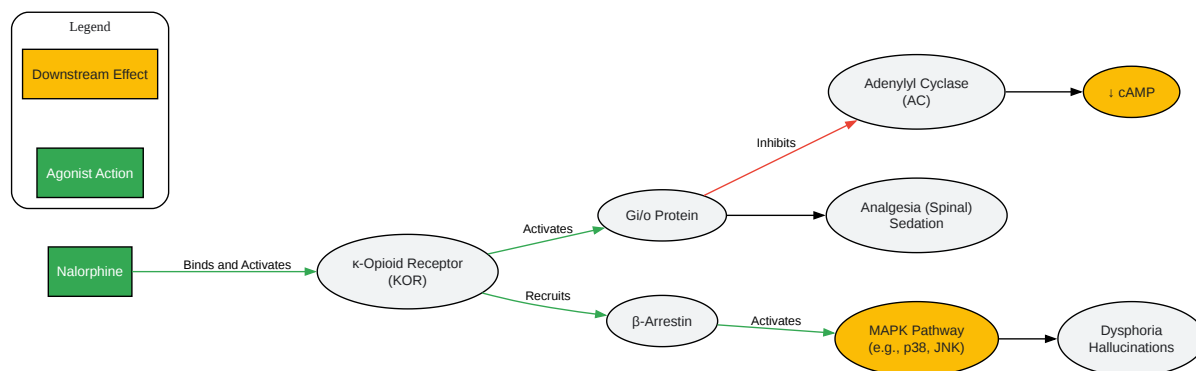 Legend
Downstream Effect
Agonist Action
Nalorphine
Binds and Activates
κ-Opioid Receptor
(KOR)
Activates
Recruits
Gi/o Protein
β-Arrestin
Inhibits
Activates
Adenylyl Cyclase
(AC)
↓ cAMP
Analgesia (Spinal)
Sedation
MAPK Pathway
(e.g., p38, JNK)
Dysphoria
Hallucinations